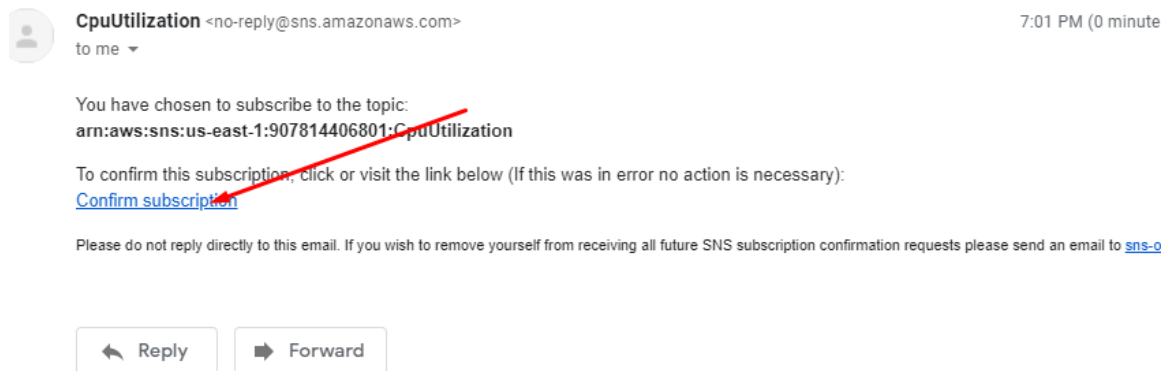 CpuUtilization <no-reply@sns.amazonaws.com> 7:01 PM (0 minute
to me
You have chosen to subscribe to the topic:
arn:aws:sns:us-east-1:907814406801:CpuUtilization
To confirm this subscription, click or visit the link below (If this was in error no action is necessary):
Confirm subscription
Please do not reply directly to this email. If you wish to remove yourself from receiving all future SNS subscription confirmation requests please send an email to sns-o
Reply Forward